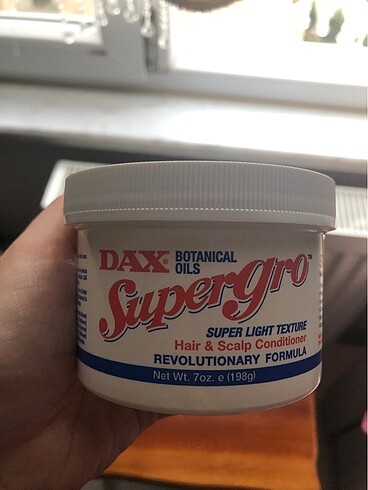 DAX® BOTANICAL
OILS
Supergro™
SUPER LIGHT TEXTURE
Hair & Scalp Conditioner
REVOLUTIONARY FORMULA
Net Wt. 7oz. e (198g)